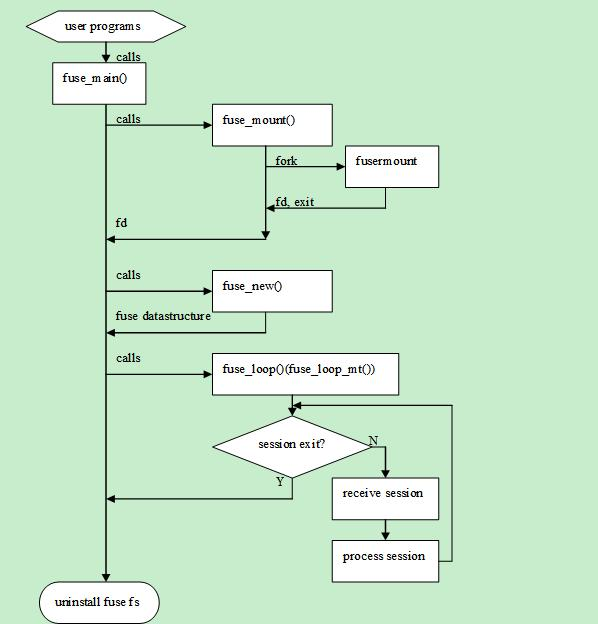 user programs
calls
fuse_main()
calls
fuse_mount()
fork
fusermount
fd, exit
fd
calls
fuse_new()
fuse datastructure
calls
fuse_loop()(fuse_loop_mt())
session exit?
N
Y
receive session
process session
uninstall fuse fs